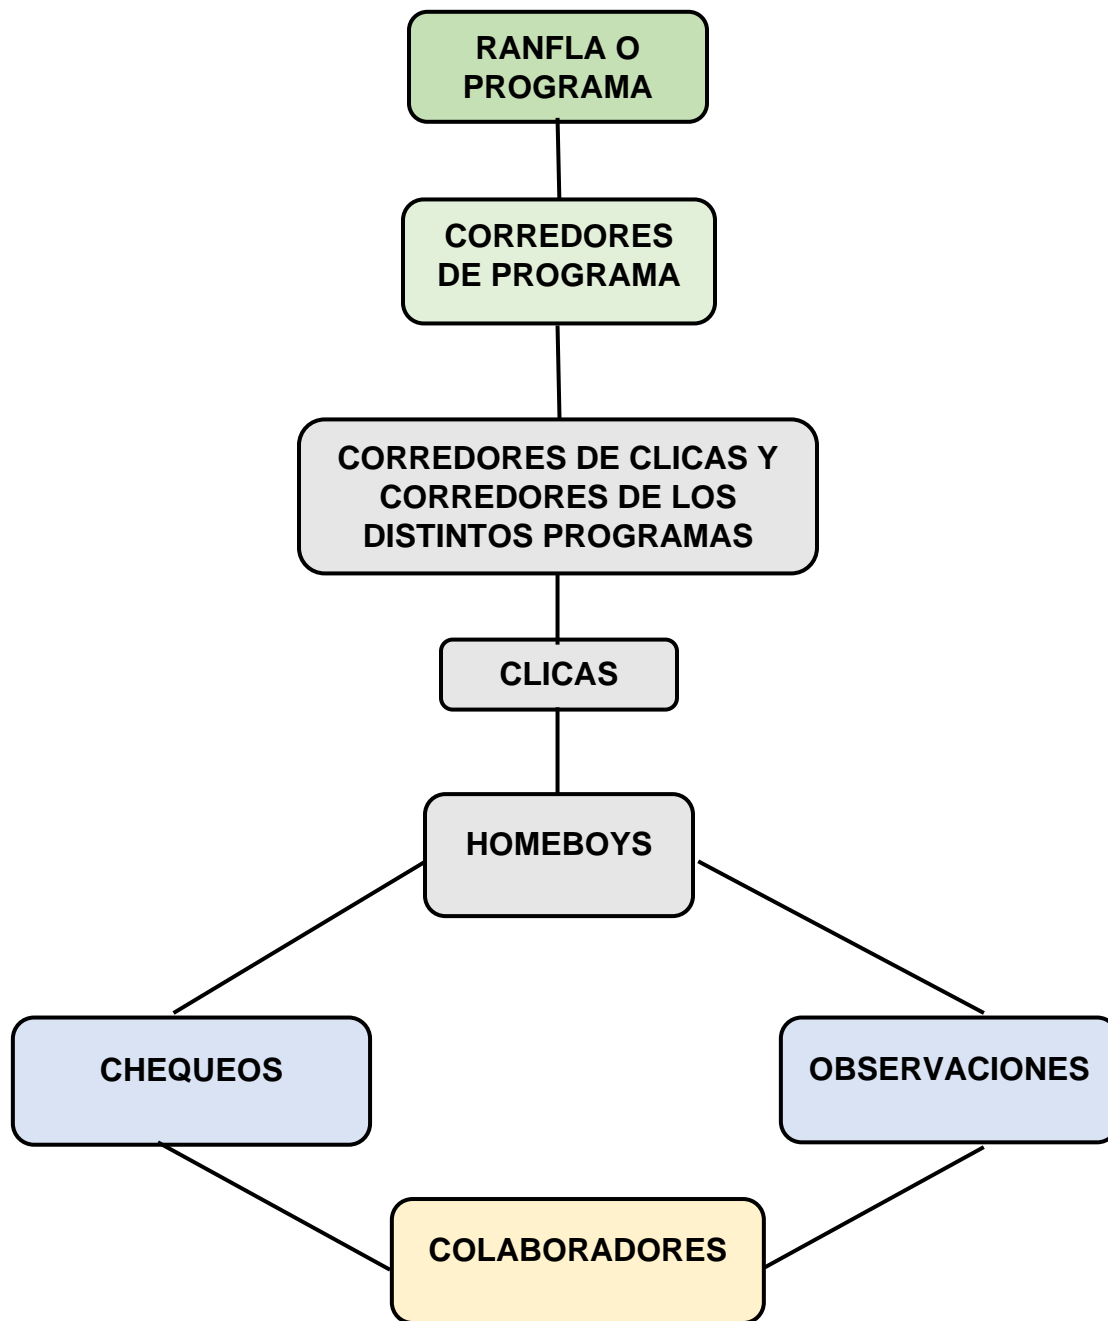 RANFLA O
PROGRAMA
CORREDORES
DE PROGRAMA
CORREDORES DE CLICAS Y
CORREDORES DE LOS
DISTINTOS PROGRAMAS
CLICAS
HOMEBOYS
CHEQUEOS
OBSERVACIONES
COLABORADORES